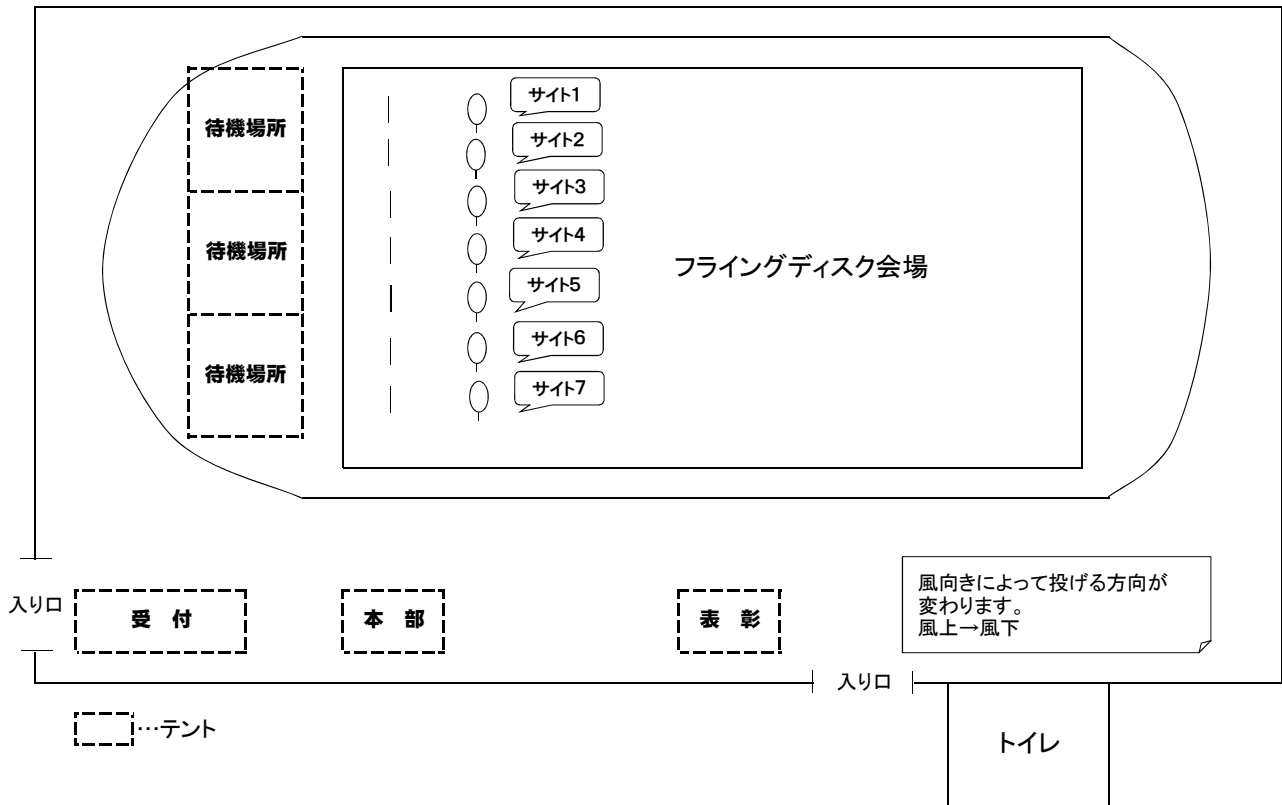 サイト1
待機場所
サイト2
サイト3
サイト4
待機場所
フライングディスク会場
サイト5
サイト6
待機場所
サイト7
風向きによって投げる方向が
変わります。
風上→風下
入り口
受 付
本 部
表 彰
入り口
…テント
トイレ